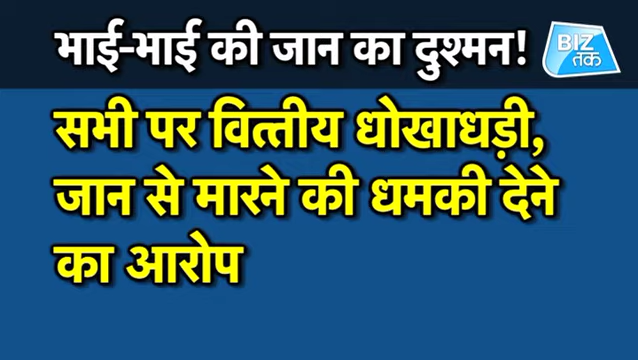 भाई-भाई की जान का दुश्मन!
BIZ
तक
सभी पर वित्तीय धोखाधड़ी,
जान से मारने की धमकी देने
का आरोप